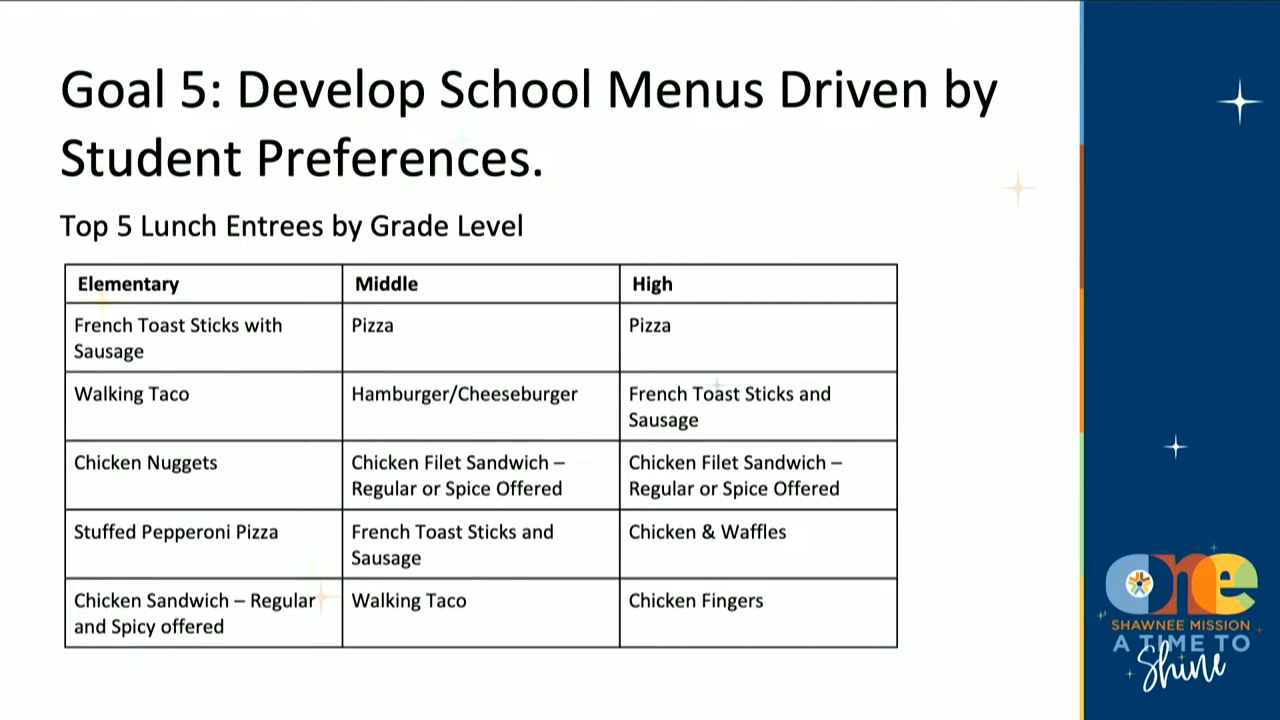 Goal 5: Develop School Menus Driven by
Student Preferences.
Top 5 Lunch Entrees by Grade Level
Elementary
Middle
High
French Toast Sticks with
Sausage
Pizza
Pizza
Walking Taco
Hamburger/Cheeseburger
French Toast Sticks and
Sausage
Chicken Nuggets
Chicken Filet Sandwich –
Regular or Spice Offered
Chicken Filet Sandwich –
Regular or Spice Offered
Stuffed Pepperoni Pizza
French Toast Sticks and
Sausage
Chicken & Waffles
Chicken Sandwich – Regular
and Spicy offered
Walking Taco
Chicken Fingers
one
SHAWNEE MISSION
A TIME TO
Shine